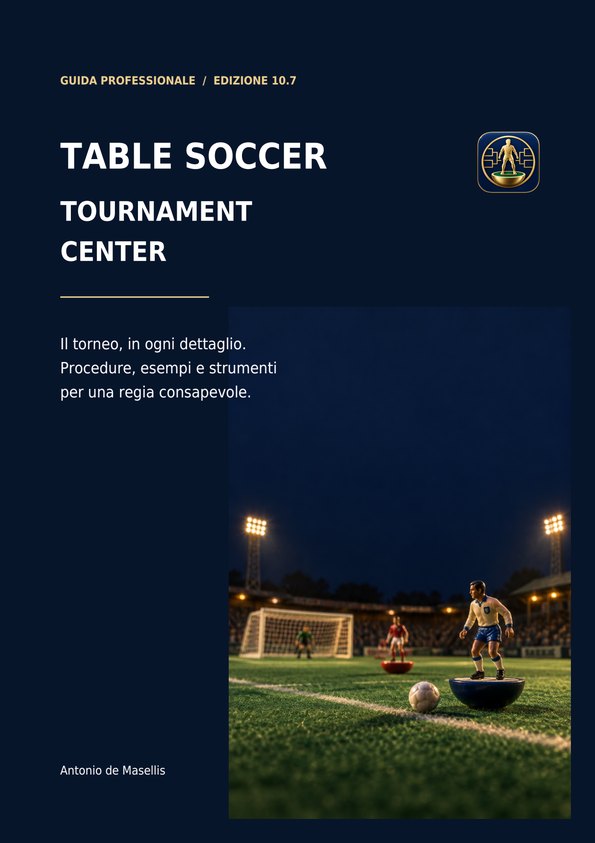 GUIDA PROFESSIONALE / EDIZIONE 10.7
TABLE SOCCER
TOURNAMENT
CENTER
Il torneo, in ogni dettaglio.
Procedure, esempi e strumenti
per una regia consapevole.
Antonio de Masellis